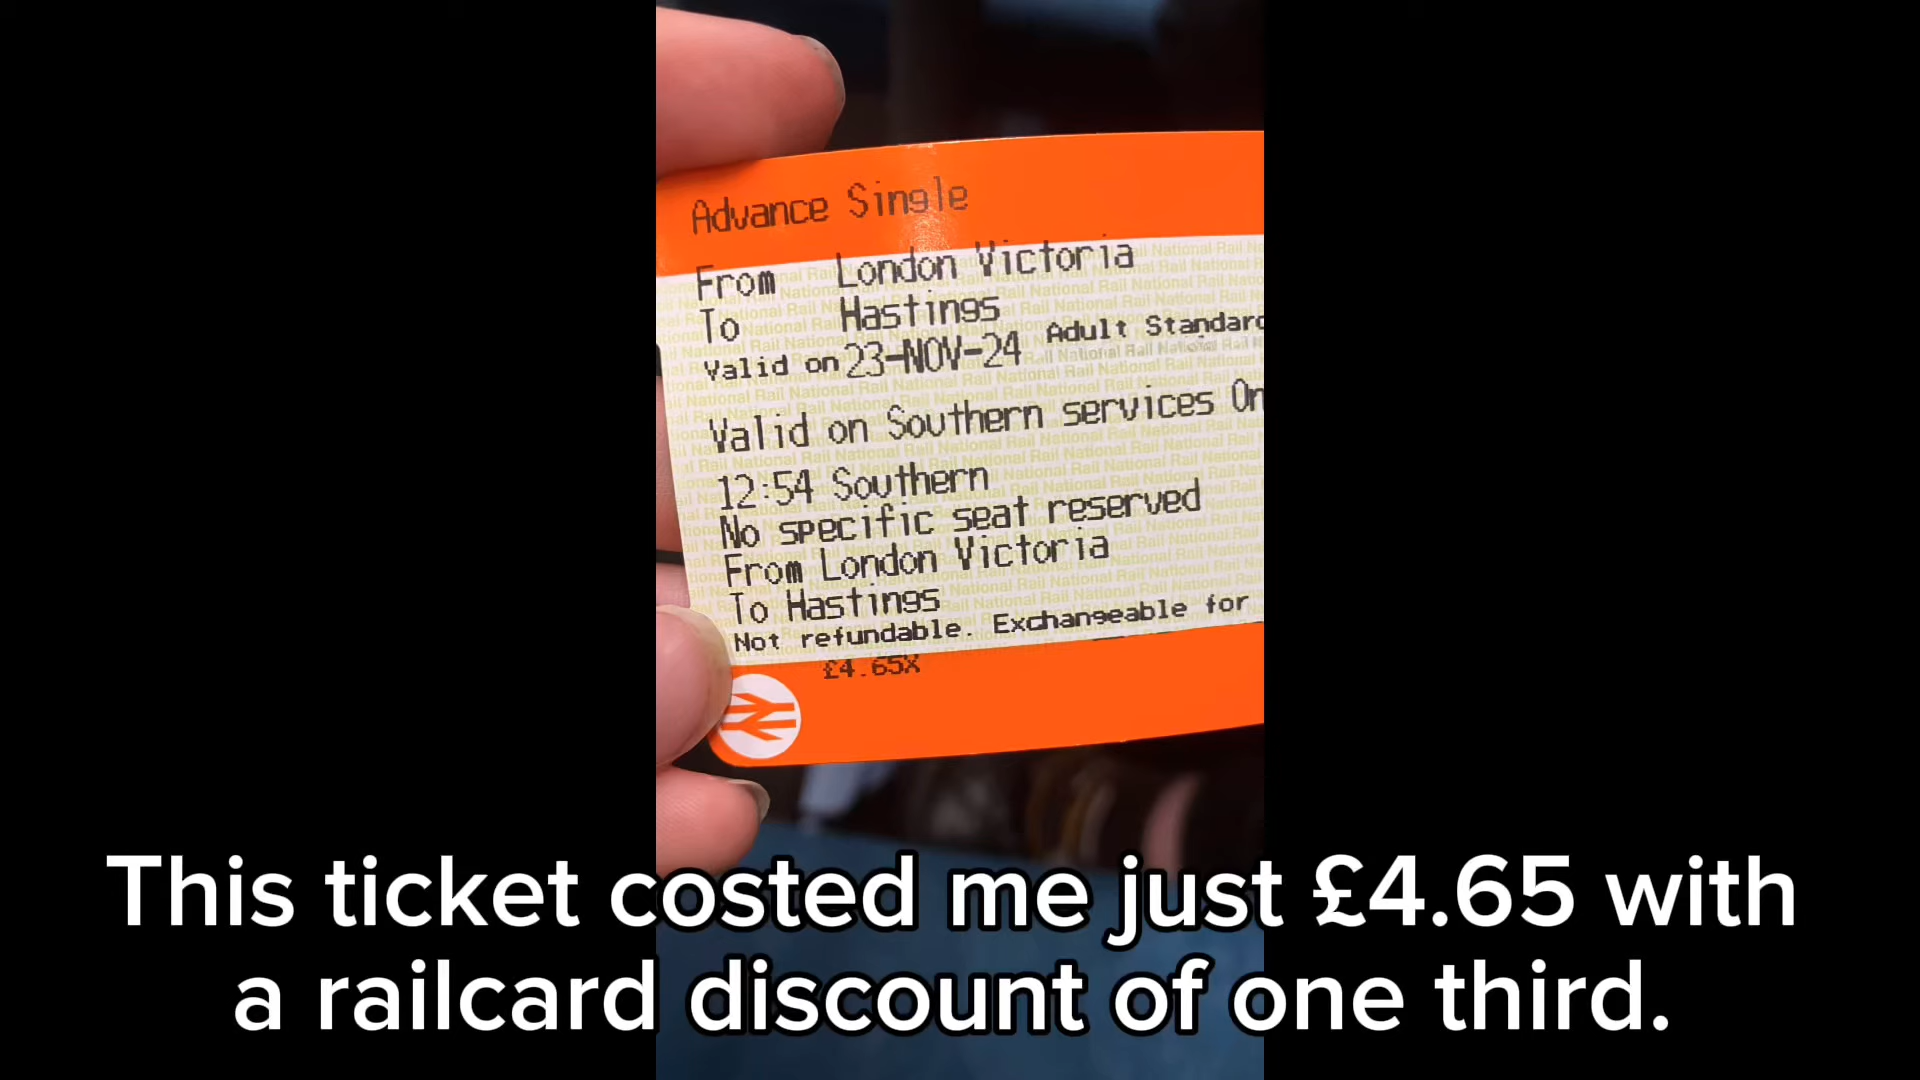 Advance Single
From London Victoria
To Hastings
Valid on 23-NOV-24 Adult Standard
Valid on Southern services On
12:54 Southern
No specific seat reserved
From London Victoria
To Hastings
Not refundable. Exchangeable for
£4.65X
This ticket costed me just £4.65 with
a railcard discount of one third.